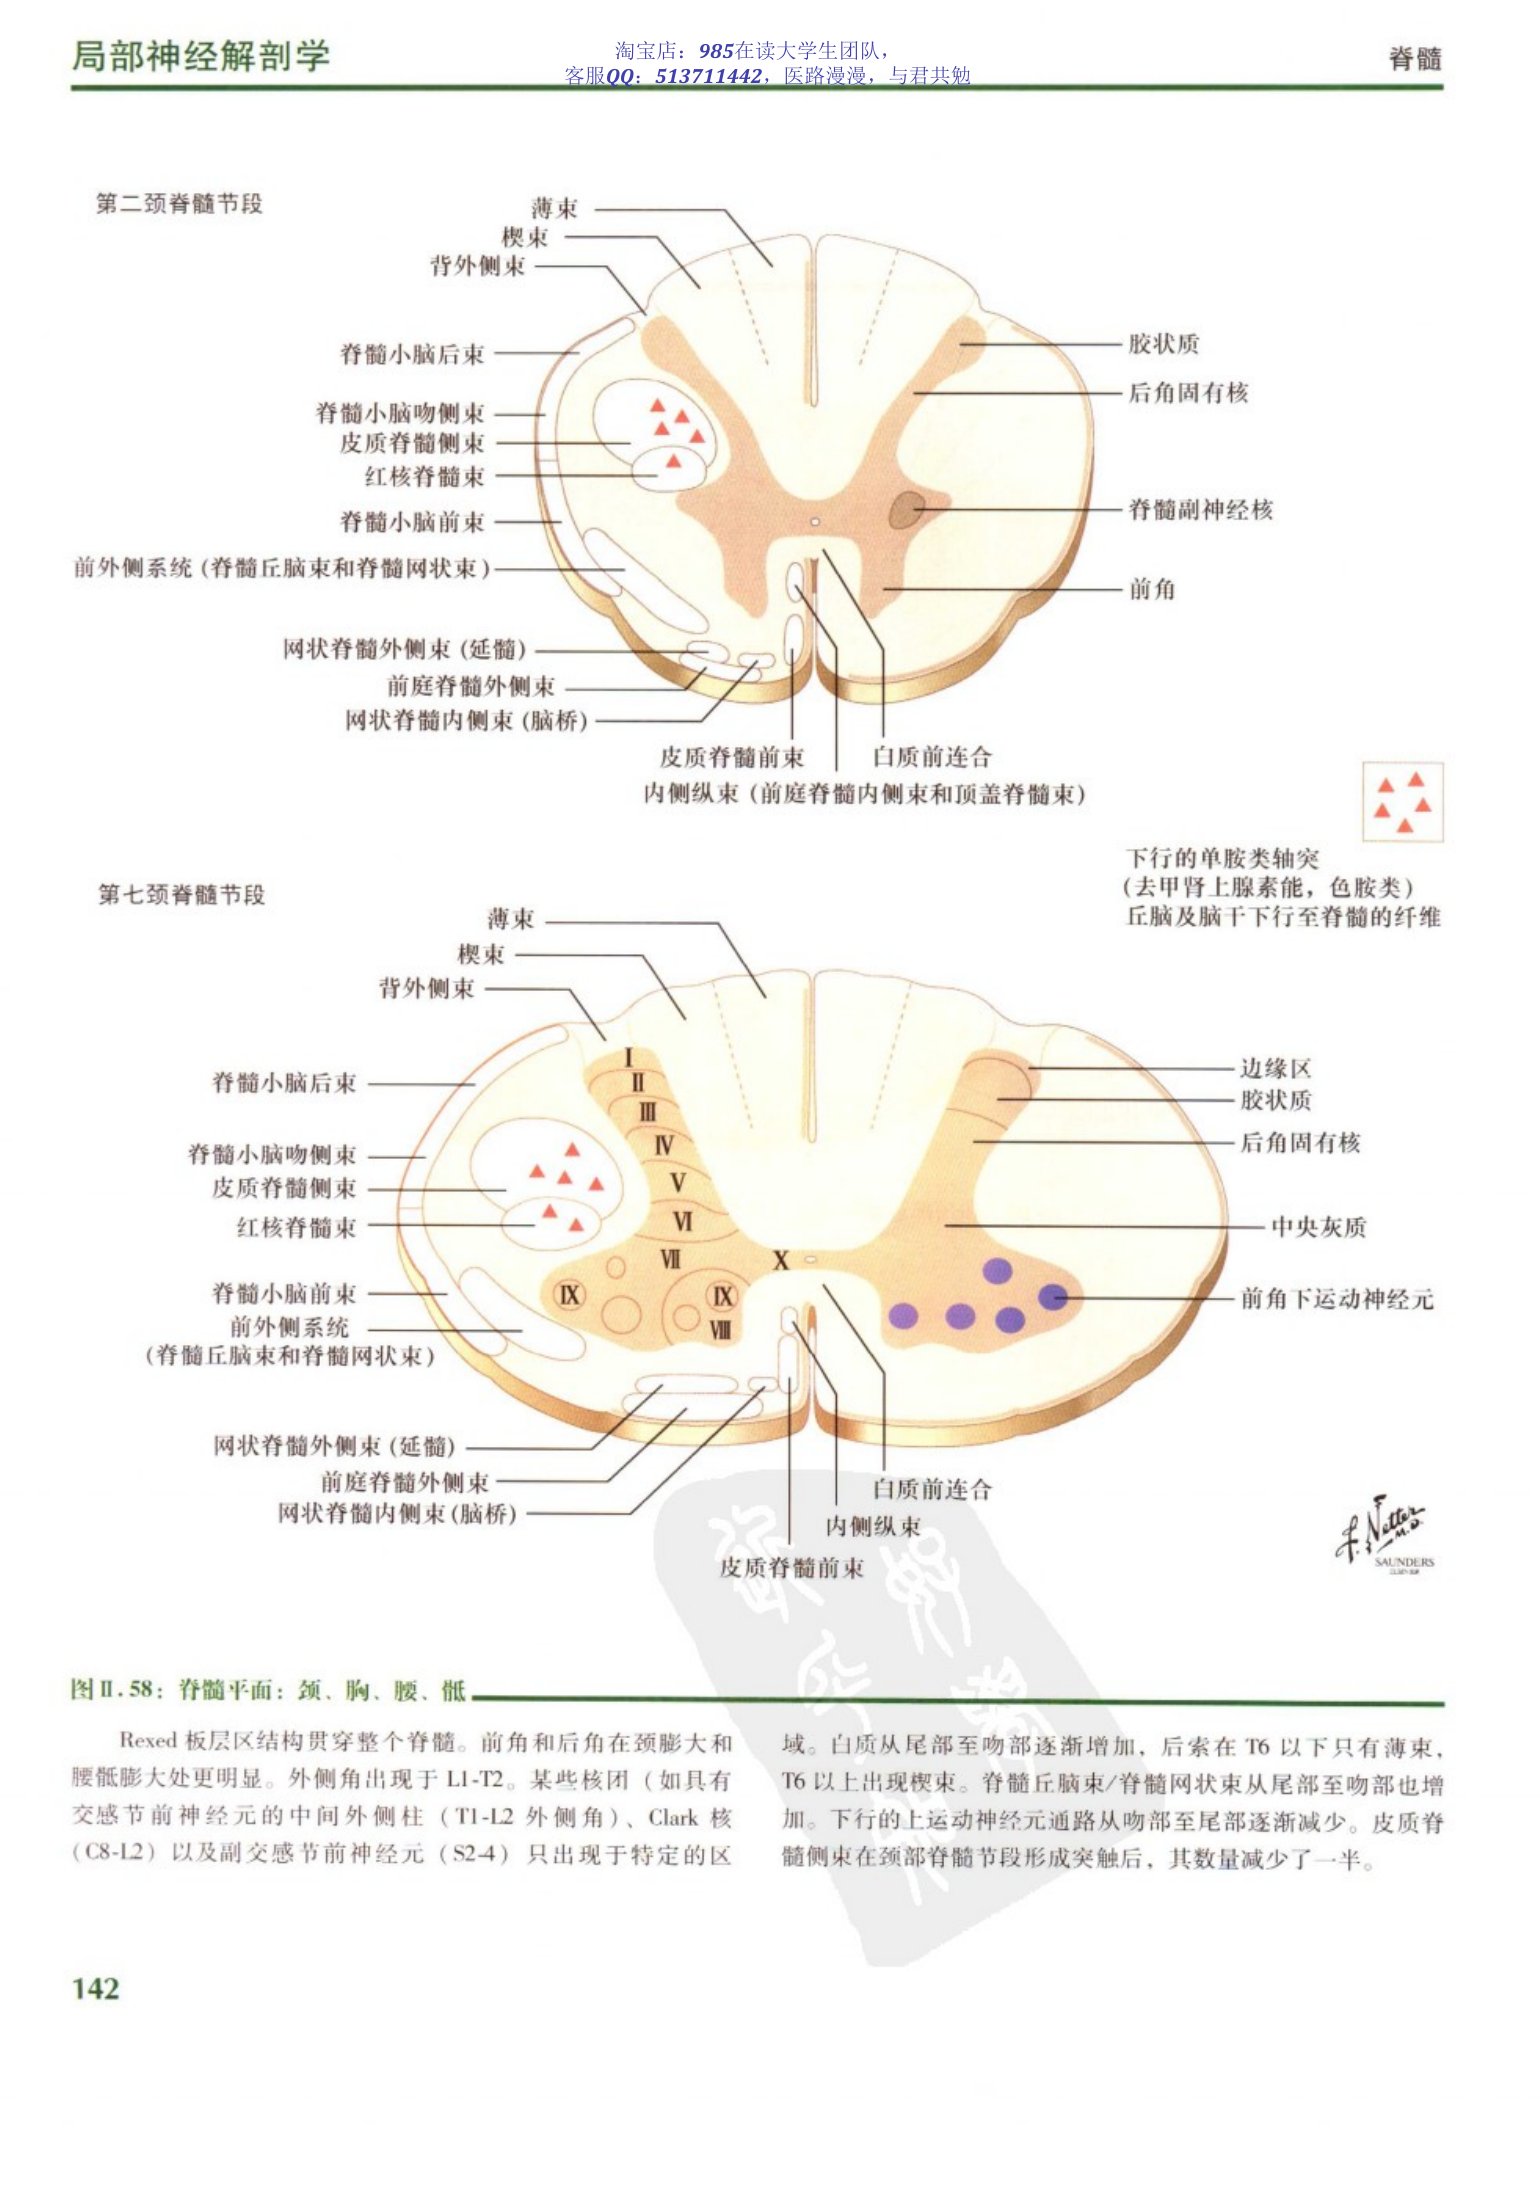 局部神经解剖学
淘宝店：985在读大学生团队，
客服QQ：513711442，医路漫漫，与君共勉
脊髓
第二颈脊髓节段
薄束
楔束
背外侧束
脊髓小脑后束
脊髓小脑吻侧束
皮质脊髓侧束
红核脊髓束
脊髓小脑前束
前外侧系统（脊髓丘脑束和脊髓网状束）
网状脊髓外侧束（延髓）
前庭脊髓外侧束
网状脊髓内侧束（脑桥）
胶状质
后角固有核
脊髓副神经核
前角
皮质脊髓前束
白质前连合
内侧纵束（前庭脊髓内侧束和顶盖脊髓束）
下行的单胺类轴突
（去甲肾上腺素能，色胺类）
丘脑及脑干下行至脊髓的纤维
第七颈脊髓节段
薄束
楔束
背外侧束
脊髓小脑后束
脊髓小脑吻侧束
皮质脊髓侧束
红核脊髓束
脊髓小脑前束
前外侧系统
（脊髓丘脑束和脊髓网状束）
网状脊髓外侧束（延髓）
前庭脊髓外侧束
网状脊髓内侧束（脑桥）
I
II
III
IV
V
VI
VII
X
IX
IX
VIII
边缘区
胶状质
后角固有核
中央灰质
前角下运动神经元
白质前连合
内侧纵束
皮质脊髓前束
F. Netter M.D.
SAUNDERS
图 II.58：脊髓平面：颈、胸、腰、骶
Rexed 板层区结构贯穿整个脊髓。前角和后角在颈膨大和
腰骶膨大处更明显。外侧角出现于 L1-T2。某些核团（如具有
交感节前神经元的中间外侧柱（T1-L2 外侧角）、Clark 核
（C8-L2）以及副交感节前神经元（S2-4）只出现于特定的区
域。白质从尾部至吻部逐渐增加，后索在 T6 以下只有薄束，
T6 以上出现楔束。脊髓丘脑束/脊髓网状束从尾部至吻部也增
加。下行的上运动神经元通路从吻部至尾部逐渐减少。皮质脊
髓侧束在颈部脊髓节段形成突触后，其数量减少了一半。
142